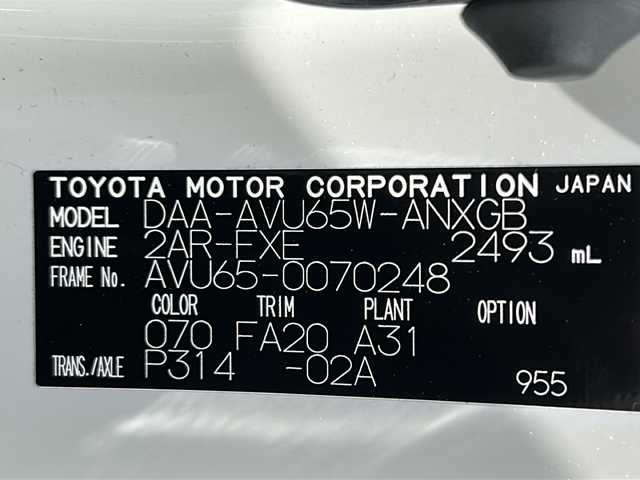 TOYOTA MOTOR CORPORATION JAPAN
MODEL DAA-AVU65W-ANXGB
ENGINE 2AR-FXE 2493 mL
FRAME No. AVU65-0070248
COLOR TRIM PLANT OPTION
070 FA20 A31
TRANS./AXLE P314 -02A 955